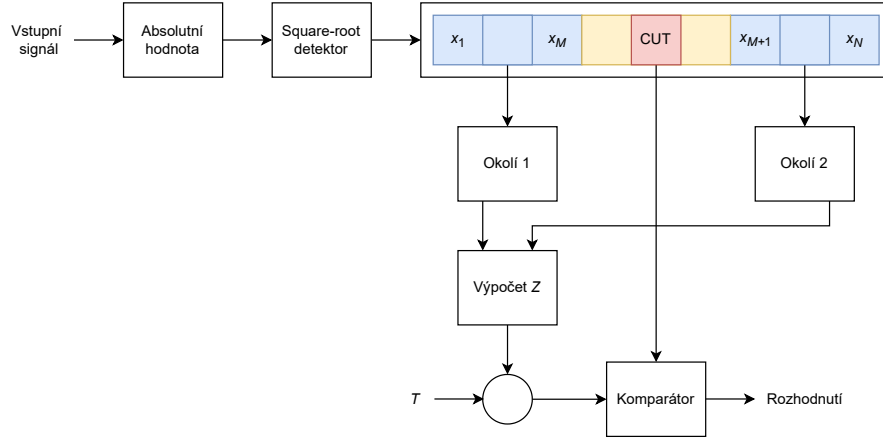 Vstupní
signál
Absolutní
hodnota
Square-root
detektor
x1
xM
CUT
xM+1
xN
Okolí 1
Okolí 2
Výpočet Z
T
Komparátor
Rozhodnutí